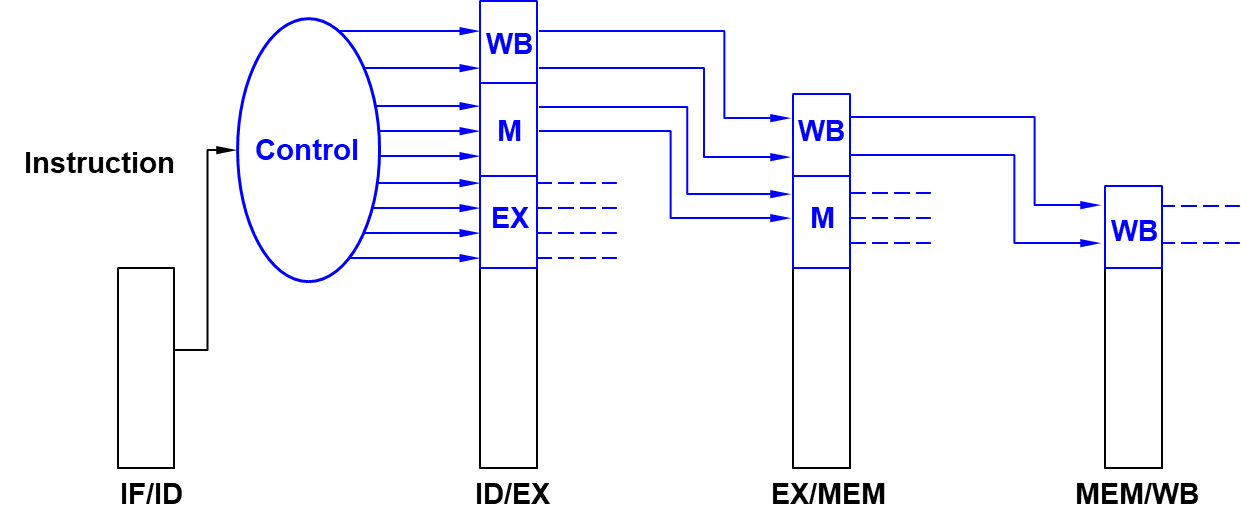 WB
WB
Control
M
Instruction
EX
M
WB
IF/ID
ID/EX
EX/MEM
MEM/WB